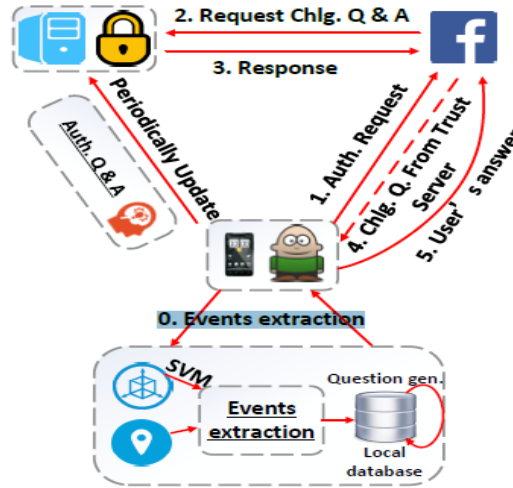 2. Request Chlg. Q & A
3. Response
f
Periodically Update
Auth. Q & A
1. Auth. Request
4. Chlg. Q. From Trust
Server
5. User's answer
0. Events extraction
SVM
Events
extraction
Question gen.
Local
database